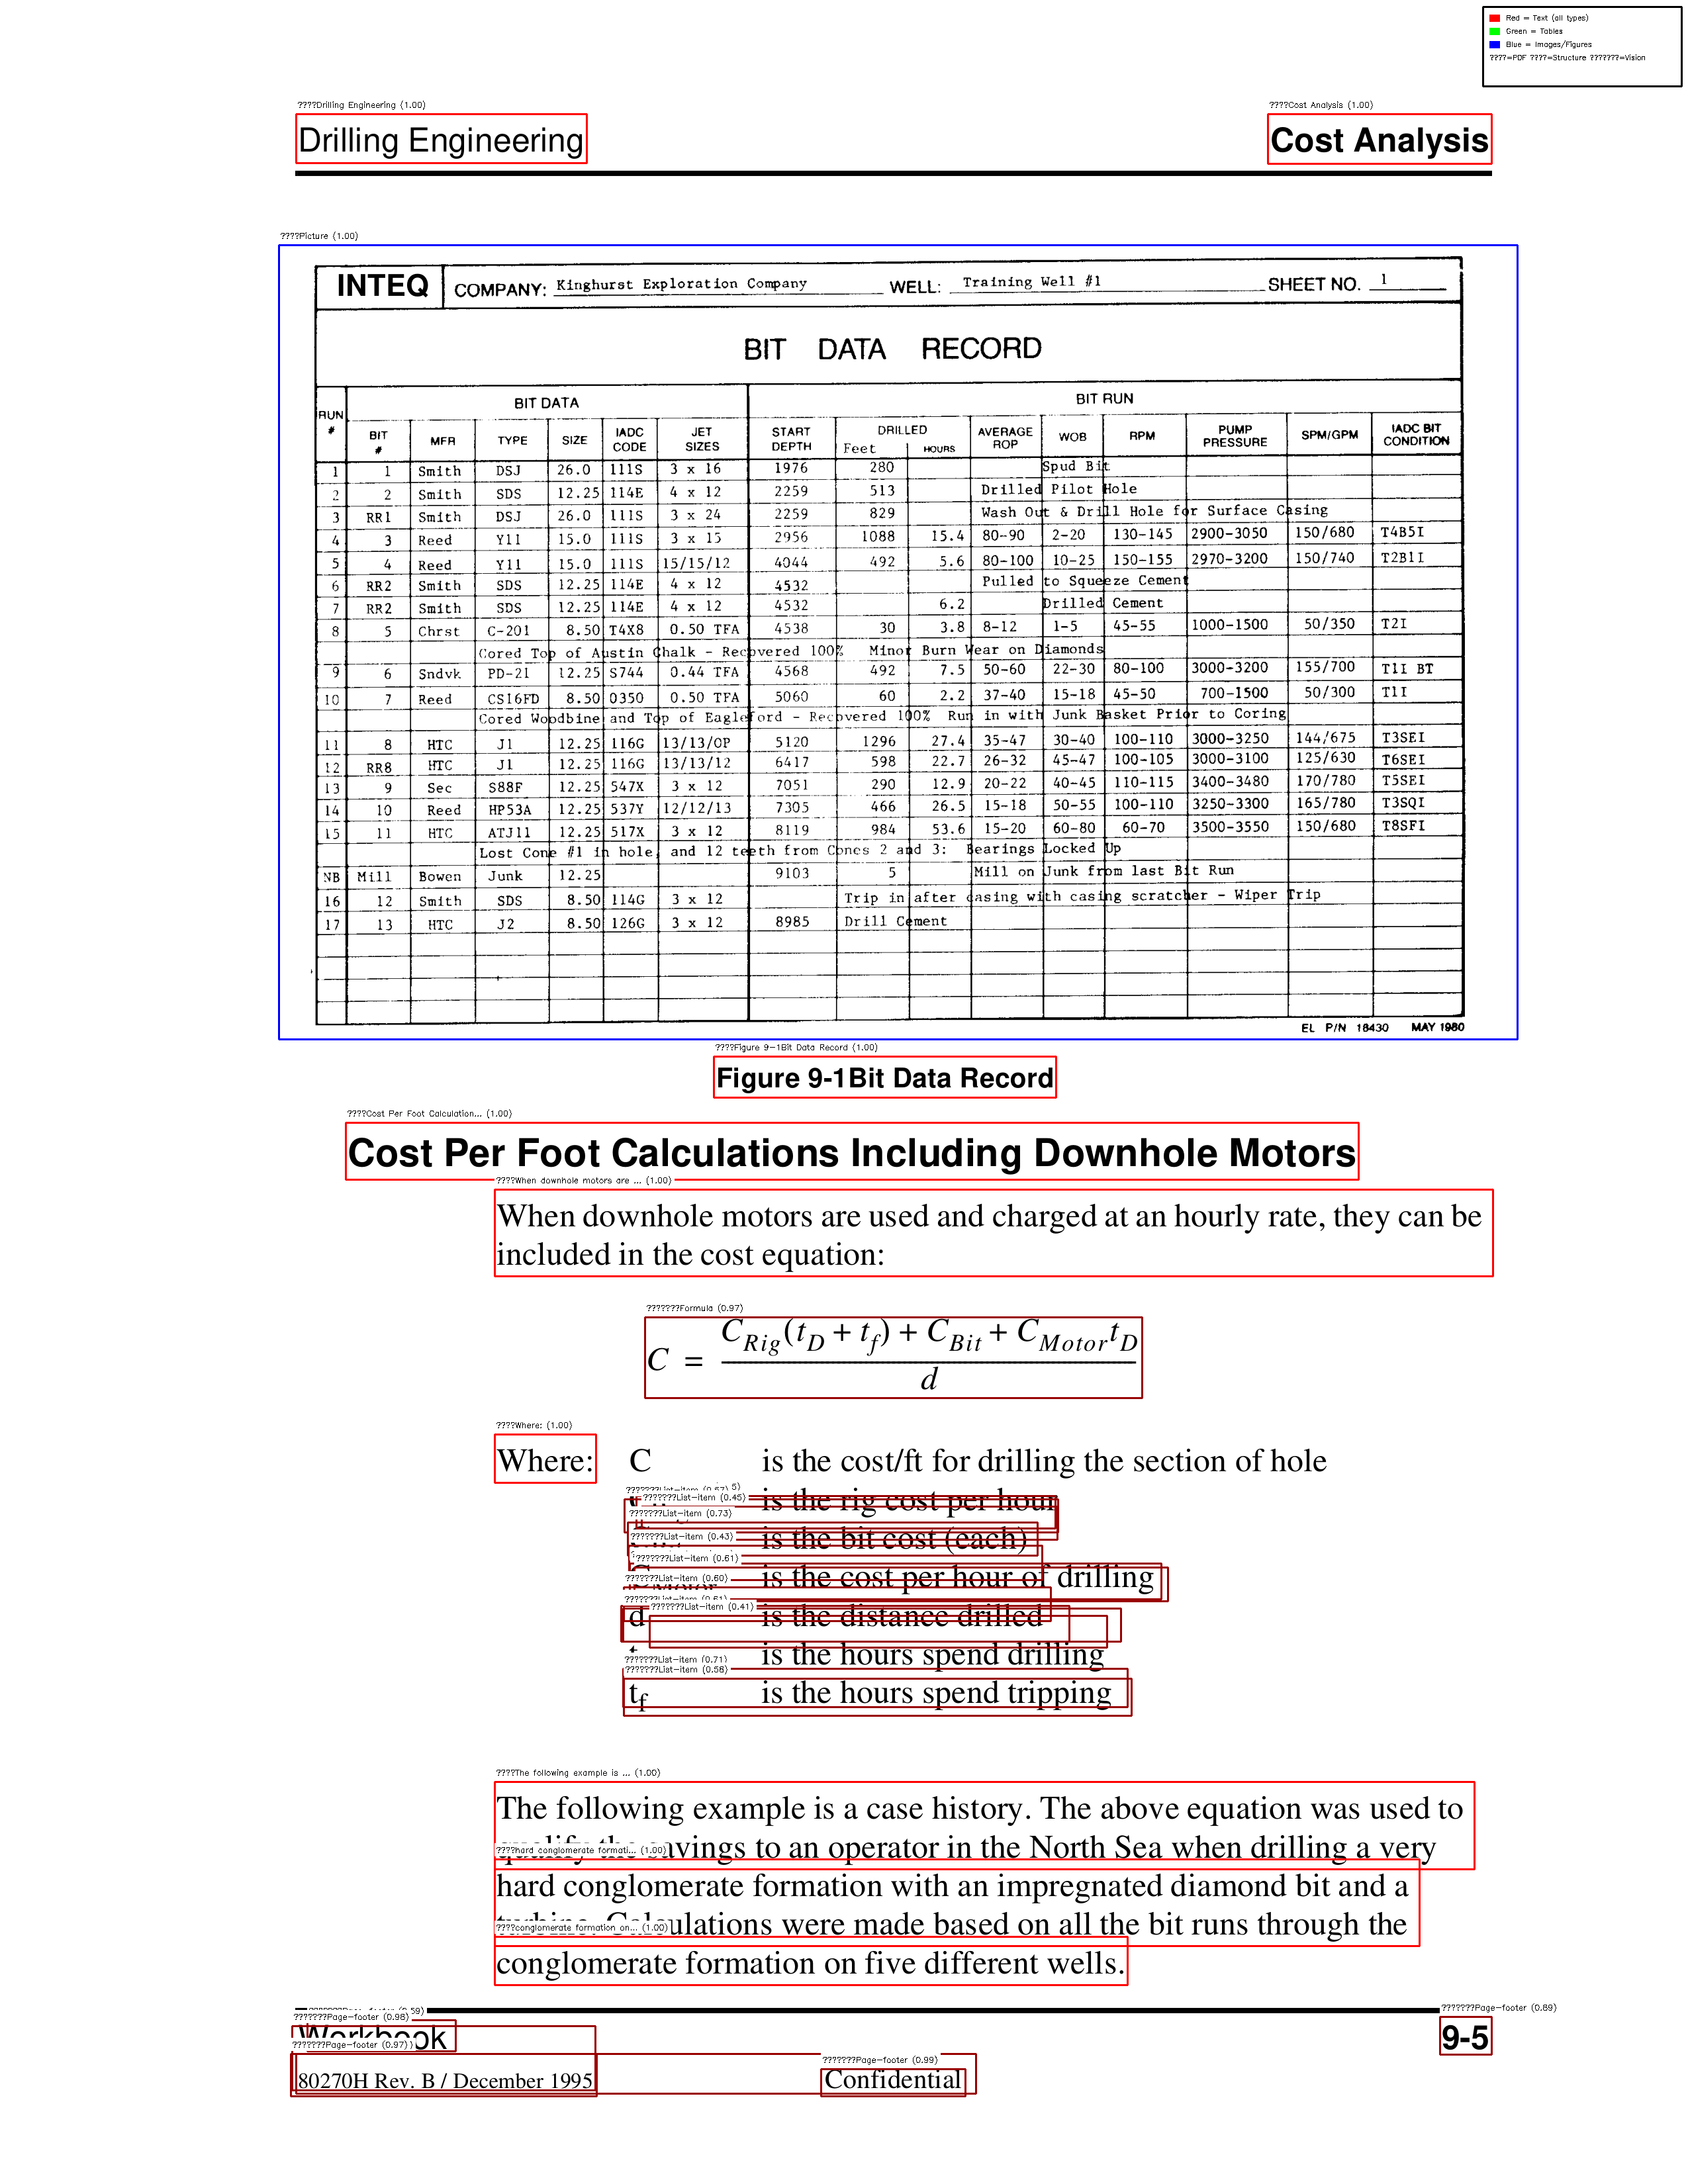 Red = Text (all types)
Green = Tables
Blue = Images/Figures
????=PDF ????=Structure ???????=Vision
????Drilling Engineering (1.00)
????Cost Analysis (1.00)
Drilling Engineering
Cost Analysis
????Picture (1.00)
INTEQ COMPANY: Kinghurst Exploration Company WELL: Training Well #1 SHEET NO. 1
BIT DATA RECORD
BIT DATA BIT RUN
RUN # BIT # MFR TYPE SIZE IADC CODE JET SIZES START DEPTH DRILLED Feet HOURS AVERAGE ROP WOB RPM PUMP PRESSURE SPM/GPM IADC BIT CONDITION
1 1 Smith DSJ 26.0 111S 3 x 16 1976 280 Spud Bit
2 2 Smith SDS 12.25 114E 4 x 12 2259 513 Drilled Pilot Hole
3 RR1 Smith DSJ 26.0 111S 3 x 24 2259 829 Wash Out & Drill Hole for Surface Casing
4 3 Reed Y11 15.0 111S 3 x 15 2956 1088 15.4 80-90 2-20 130-145 2900-3050 150/680 T4B5I
5 4 Reed Y11 15.0 111S 15/15/12 4044 492 5.6 80-100 10-25 150-155 2970-3200 150/740 T2B1I
6 RR2 Smith SDS 12.25 114E 4 x 12 4532 Pulled to Squeeze Cement
7 RR2 Smith SDS 12.25 114E 4 x 12 4532 6.2 Drilled Cement
8 5 Chrst C-201 8.50 T4X8 0.50 TFA 4538 30 3.8 8-12 1-5 45-55 1000-1500 50/350 T2I
Cored Top of Austin Chalk - Recovered 100% Minor Burn Wear on Diamonds
9 6 Sndvk PD-21 12.25 S744 0.44 TFA 4568 492 7.5 50-60 22-30 80-100 3000-3200 155/700 T1I BT
10 7 Reed CS16FD 8.50 0350 0.50 TFA 5060 60 2.2 37-40 15-18 45-50 700-1500 50/300 T1I
Cored Woodbine and Top of Eagleford - Recovered 100% Run in with Junk Basket Prior to Coring
11 8 HTC J1 12.25 116G 13/13/OP 5120 1296 27.4 35-47 30-40 100-110 3000-3250 144/675 T3SEI
12 RR8 HTC J1 12.25 116G 13/13/12 6417 598 22.7 26-32 45-47 100-105 3000-3100 125/630 T6SEI
13 9 Sec S88F 12.25 547X 3 x 12 7051 290 12.9 20-22 40-45 110-115 3400-3480 170/780 T5SEI
14 10 Reed HP53A 12.25 537Y 12/12/13 7305 466 26.5 15-18 50-55 100-110 3250-3300 165/780 T3SQI
15 11 HTC ATJ11 12.25 517X 3 x 12 8119 984 53.6 15-20 60-80 60-70 3500-3550 150/680 T8SFI
Lost Cone #1 in hole, and 12 teeth from Cones 2 and 3: Bearings Locked Up
NB Mill Bowen Junk 12.25 9103 5 Mill on Junk from last Bit Run
16 12 Smith SDS 8.50 114G 3 x 12 Trip in after casing with casing scratcher - Wiper Trip
17 13 HTC J2 8.50 126G 3 x 12 8985 Drill Cement
EL P/N 18430 MAY 1980
????Figure 9-1Bit Data Record (1.00)
Figure 9-1Bit Data Record
????Cost Per Foot Calculation... (1.00)
Cost Per Foot Calculations Including Downhole Motors
????When downhole motors are ... (1.00)
When downhole motors are used and charged at an hourly rate, they can be
included in the cost equation:
???????Formula (0.97)
C = C_Rig(t_D + t_f) + C_Bit + C_Motor t_D / d
????Where: (1.00)
Where: C is the cost/ft for drilling the section of hole
???????List-item (0.45)
is the rig cost per hour
???????List-item (0.73)
???????List-item (0.43)
is the bit cost (each)
???????List-item (0.61)
???????List-item (0.60)
is the cost per hour of drilling
???????List-item (0.61)
???????List-item (0.41)
d is the distance drilled
is the hours spend drilling
???????List-item (0.71)
???????List-item (0.58)
t_f is the hours spend tripping
????The following example is ... (1.00)
The following example is a case history. The above equation was used to
qualify the savings to an operator in the North Sea when drilling a very
????hard conglomerate formati... (1.00)
hard conglomerate formation with an impregnated diamond bit and a
turbine. Calculations were made based on all the bit runs through the
????conglomerate formation on... (1.00)
conglomerate formation on five different wells.
???????Page-footer (0.98)
???????Page-footer (0.89)
Workbook
9-5
???????Page-footer (0.97)
???????Page-footer (0.99)
80270H Rev. B / December 1995
Confidential